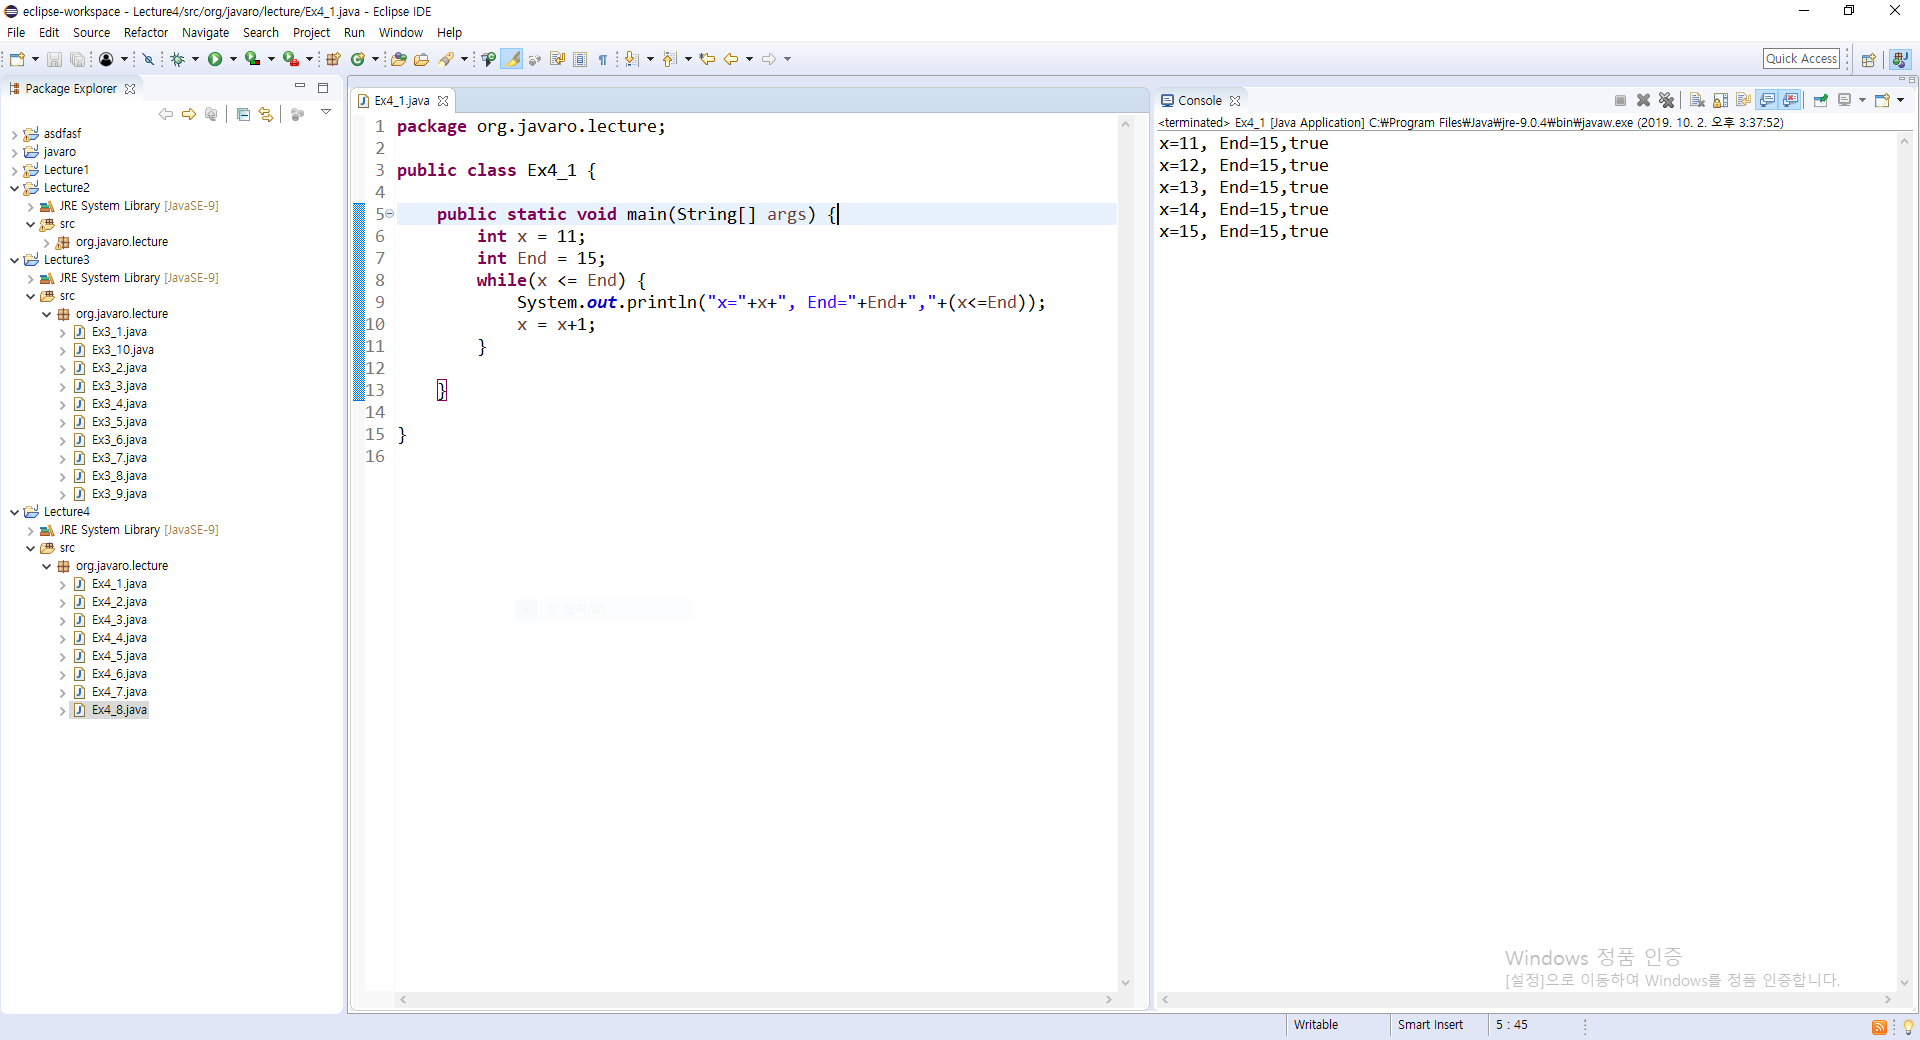 eclipse-workspace - Lecture4/src/org/javaro/lecture/Ex4_1.java - Eclipse IDE
File Edit Source Refactor Navigate Search Project Run Window Help
Quick Access
Package Explorer
asdfasf
javaro
Lecture1
Lecture2
JRE System Library [JavaSE-9]
src
org.javaro.lecture
Lecture3
JRE System Library [JavaSE-9]
src
org.javaro.lecture
Ex3_1.java
Ex3_10.java
Ex3_2.java
Ex3_3.java
Ex3_4.java
Ex3_5.java
Ex3_6.java
Ex3_7.java
Ex3_8.java
Ex3_9.java
Lecture4
JRE System Library [JavaSE-9]
src
org.javaro.lecture
Ex4_1.java
Ex4_2.java
Ex4_3.java
Ex4_4.java
Ex4_5.java
Ex4_6.java
Ex4_7.java
Ex4_8.java
Ex4_1.java
1 package org.javaro.lecture;
2
3 public class Ex4_1 {
4
5 public static void main(String[] args) {
6 int x = 11;
7 int End = 15;
8 while(x <= End) {
9 System.out.println("x="+x+", End="+End+","+(x<=End));
10 x = x+1;
11 }
12
13 }
14
15 }
16
Console
<terminated> Ex4_1 [Java Application] C:₩Program Files₩Java₩jre-9.0.4₩bin₩javaw.exe (2019. 10. 2. 오후 3:37:52)
x=11, End=15,true
x=12, End=15,true
x=13, End=15,true
x=14, End=15,true
x=15, End=15,true
Windows 정품 인증
[설정]으로 이동하여 Windows를 정품 인증합니다.
Writable Smart Insert 5 : 45